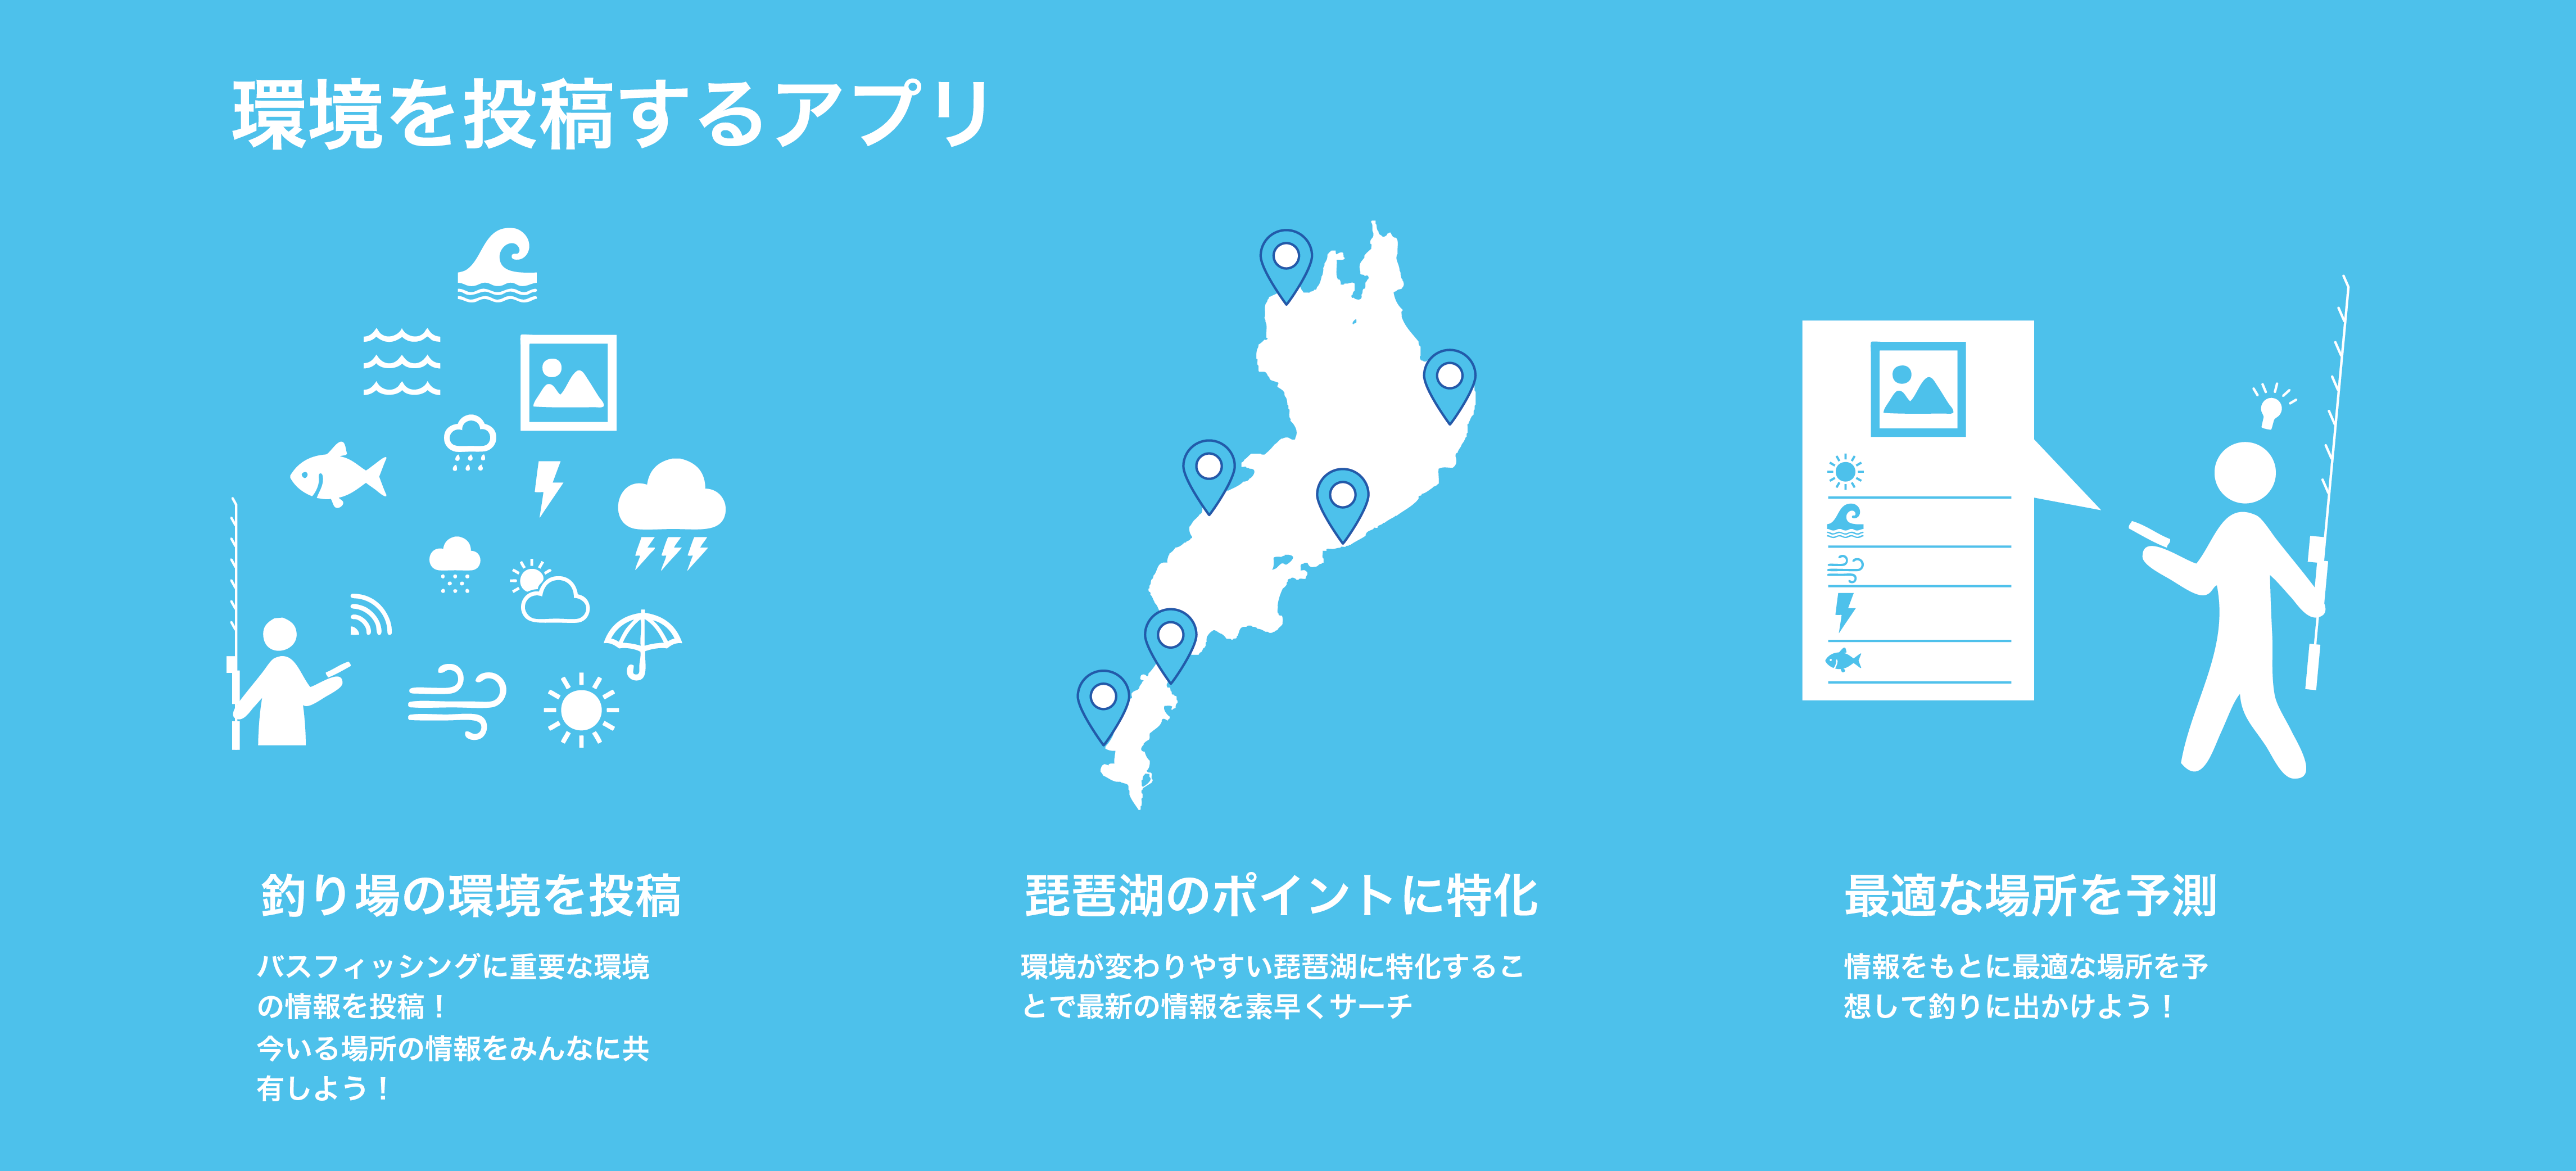 環境を投稿するアプリ
釣り場の環境を投稿
バスフィッシングに重要な環境
の情報を投稿！
今いる場所の情報をみんなに共
有しよう！
琵琶湖のポイントに特化
環境が変わりやすい琵琶湖に特化するこ
とで最新の情報を素早くサーチ
最適な場所を予測
情報をもとに最適な場所を予
想して釣りに出かけよう！